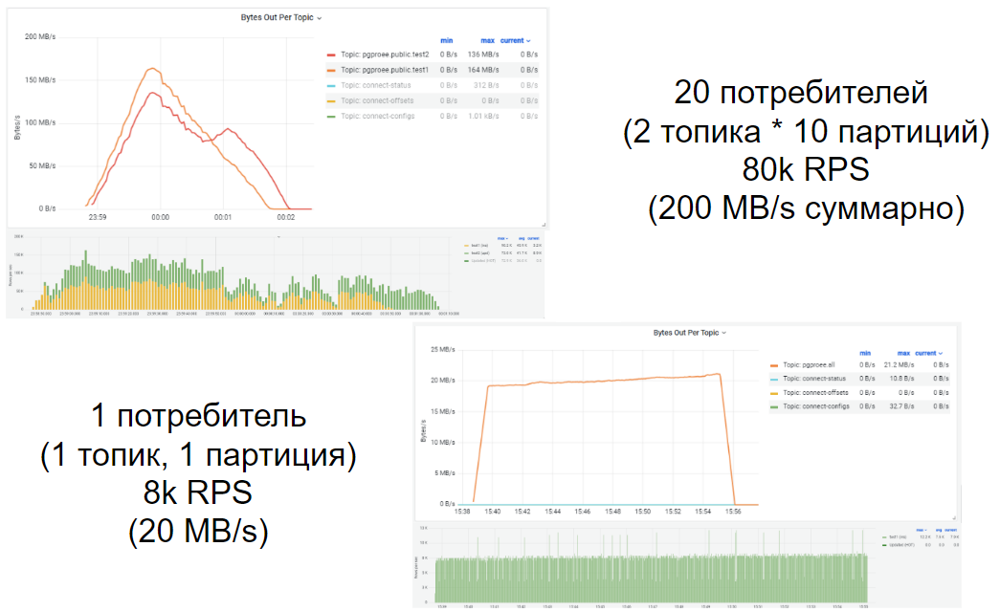 Bytes Out Per Topic
200 MB/s
150 MB/s
100 MB/s
50 MB/s
0 B/s
Bytes/s
23:59 00:00 00:01 00:02
min max current
Topic: pgproee.public.test2 0 B/s 136 MB/s 0 B/s
Topic: pgproee.public.test1 0 B/s 164 MB/s 0 B/s
Topic: connect-status 0 B/s 312 B/s 0 B/s
Topic: connect-offsets 0 B/s 0 B/s 0 B/s
Topic: connect-configs 0 B/s 1.01 kB/s 0 B/s
20 потребителей
(2 топика * 10 партиций)
80k RPS
(200 MB/s суммарно)
1 потребитель
(1 топик, 1 партиция)
8k RPS
(20 MB/s)
Bytes Out Per Topic
25 MB/s
20 MB/s
15 MB/s
10 MB/s
5 MB/s
0 B/s
Bytes/s
15:38 15:40 15:42 15:44 15:46 15:48 15:50 15:52 15:54 15:56
min max current
Topic: pgproee.all 0 B/s 21.2 MB/s 0 B/s
Topic: connect-status 0 B/s 10.8 B/s 0 B/s
Topic: connect-offsets 0 B/s 0 B/s 0 B/s
Topic: connect-configs 0 B/s 32.7 B/s 0 B/s